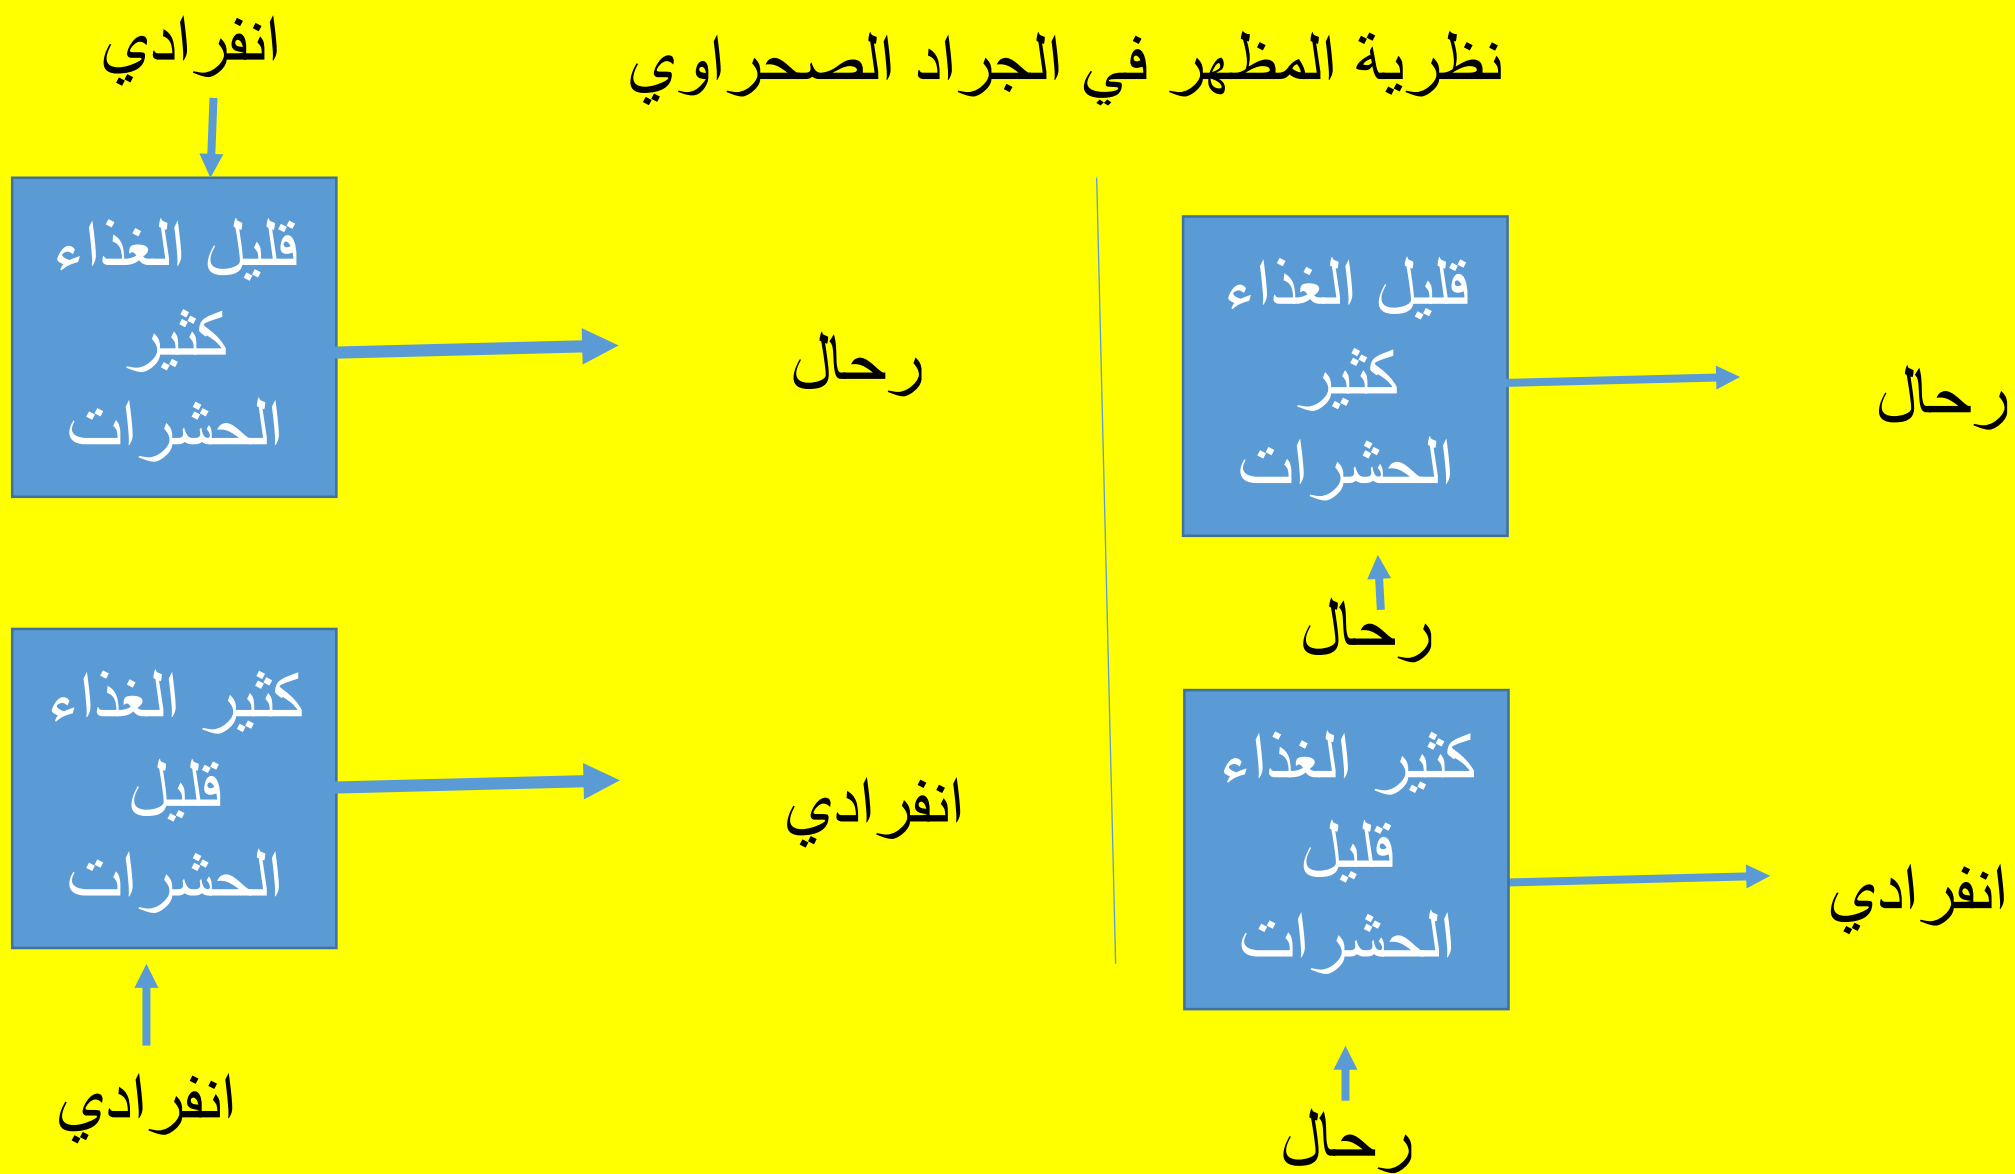 نظرية المظهر في الجراد الصحراوي
انفرادي
قليل الغذاء
كثير
الحشرات
رحال
كثير الغذاء
قليل
الحشرات
انفرادي
انفرادي
قليل الغذاء
كثير
الحشرات
رحال
رحال
كثير الغذاء
قليل
الحشرات
انفرادي
رحال